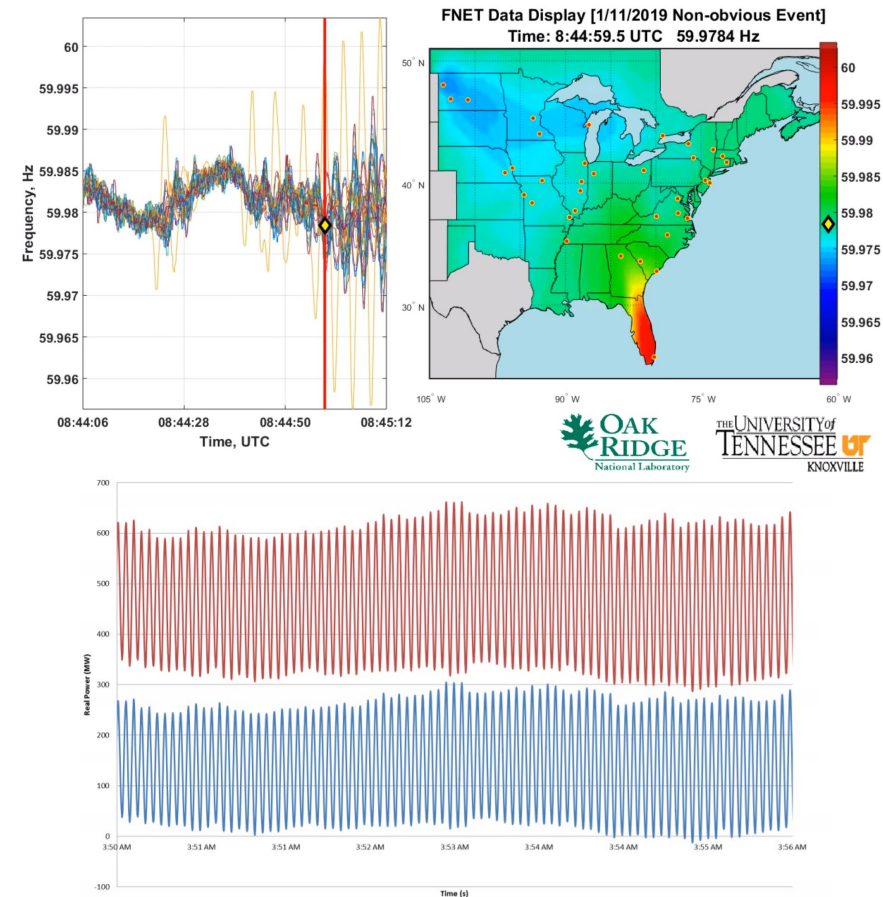 FNET Data Display [1/11/2019 Non-obvious Event]
Time: 8:44:59.5 UTC 59.9784 Hz
60
59.995
59.99
59.985
59.98
59.975
59.97
59.965
59.96
Frequency, Hz
08:44:06
08:44:28
08:44:50
08:45:12
Time, UTC
50° N
40° N
30° N
105° W
90° W
75° W
60° W
60
59.995
59.99
59.985
59.98
59.975
59.97
59.965
59.96
OAK
RIDGE
National Laboratory
THE UNIVERSITY of
TENNESSEE UT
KNOXVILLE
700
600
500
400
300
200
100
0
-100
Real Power (MW)
3:50 AM
3:51 AM
3:51 AM
3:52 AM
3:53 AM
3:54 AM
3:54 AM
3:55 AM
3:56 AM
Time (s)